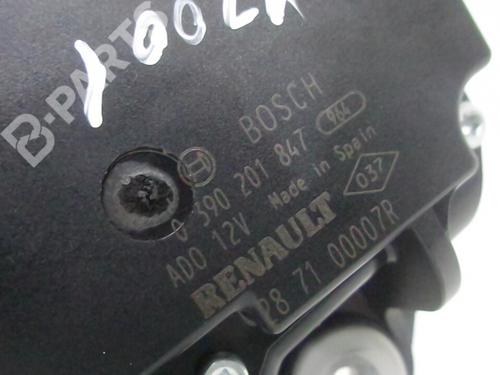 B-PARTS
BOSCH
0 390 201 847 964
ADO 12V Made in Spain
RENAULT 037
28 71 00007R